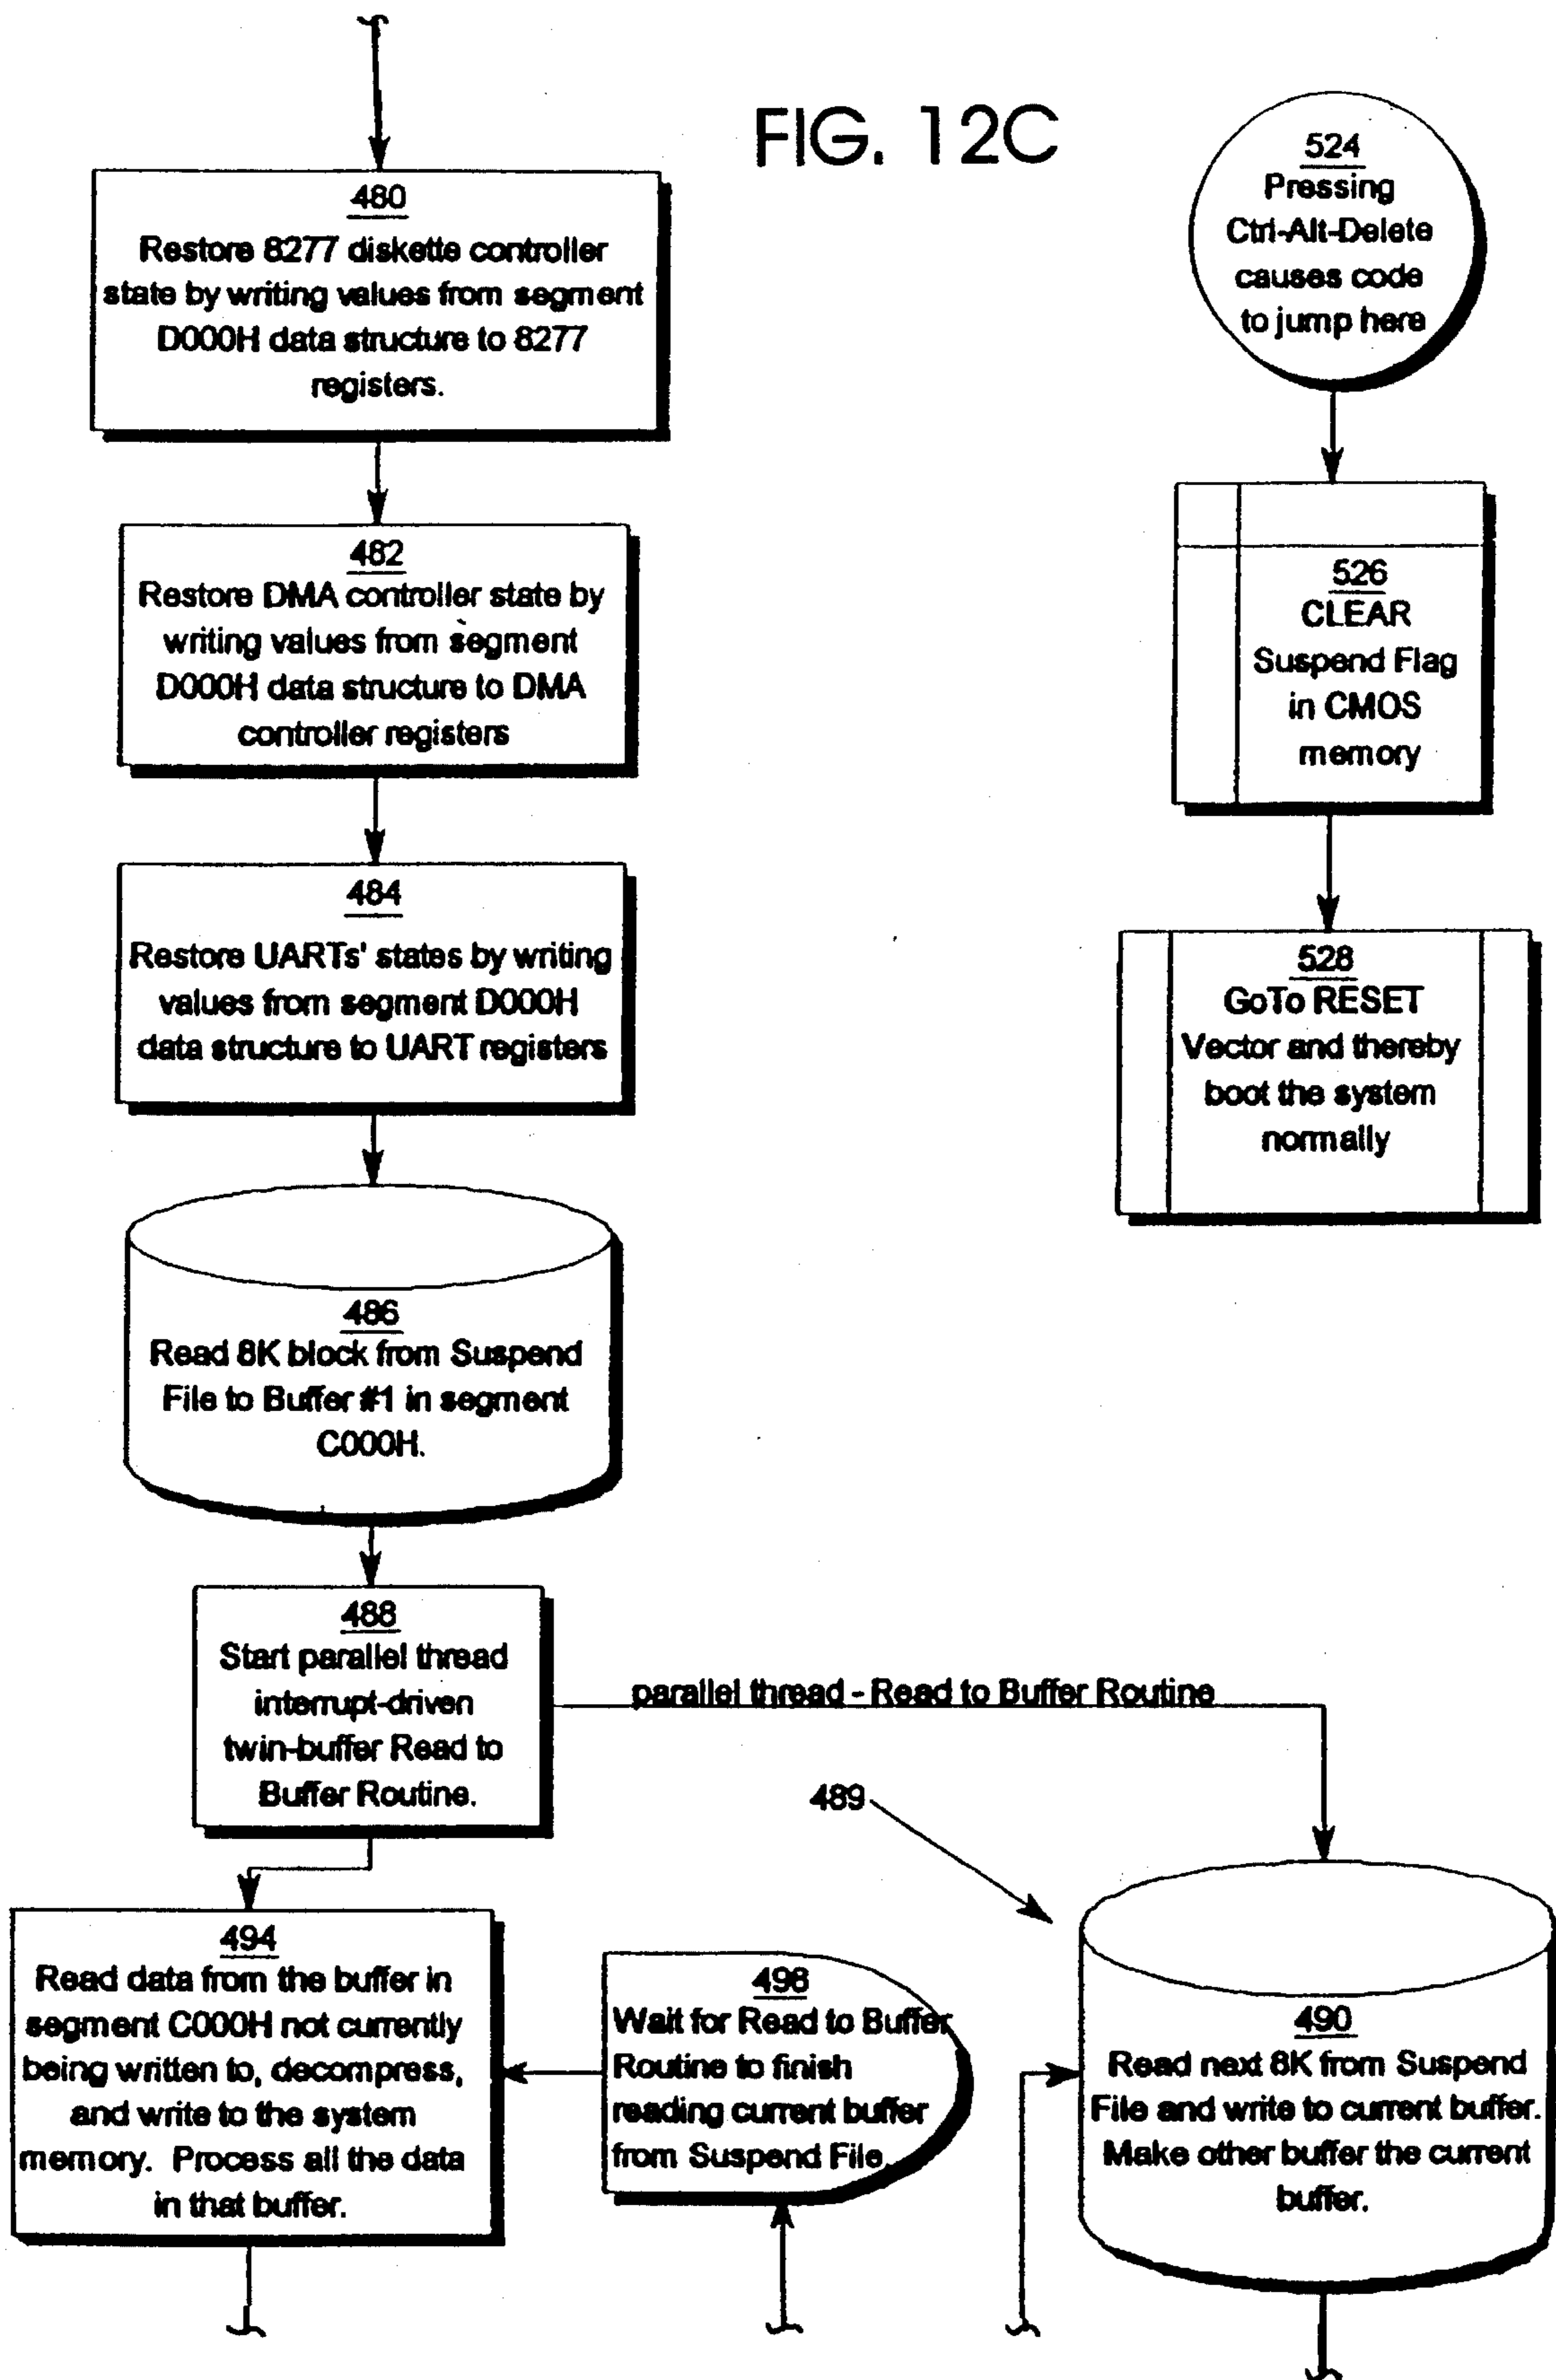 FIG. 12C
480
Restore 8277 diskette controller
state by writing values from segment
D000H data structure to 8277
registers.
482
Restore DMA controller state by
writing values from segment
D000H data structure to DMA
controller registers
484
Restore UARTs' states by writing
values from segment D000H
data structure to UART registers
486
Read 8K block from Suspend
File to Buffer #1 in segment
C000H.
488
Start parallel thread
interrupt-driven
twin-buffer Read to
Buffer Routine.
parallel thread - Read to Buffer Routine
489
494
Read data from the buffer in
segment C000H not currently
being written to, decompress,
and write to the system
memory. Process all the data
in that buffer.
498
Wait for Read to Buffer
Routine to finish
reading current buffer
from Suspend File.
490
Read next 8K from Suspend
File and write to current buffer.
Make other buffer the current
buffer.
524
Pressing
Ctrl-Alt-Delete
causes code
to jump here
526
CLEAR
Suspend Flag
in CMOS
memory
528
GoTo RESET
Vector and thereby
boot the system
normally